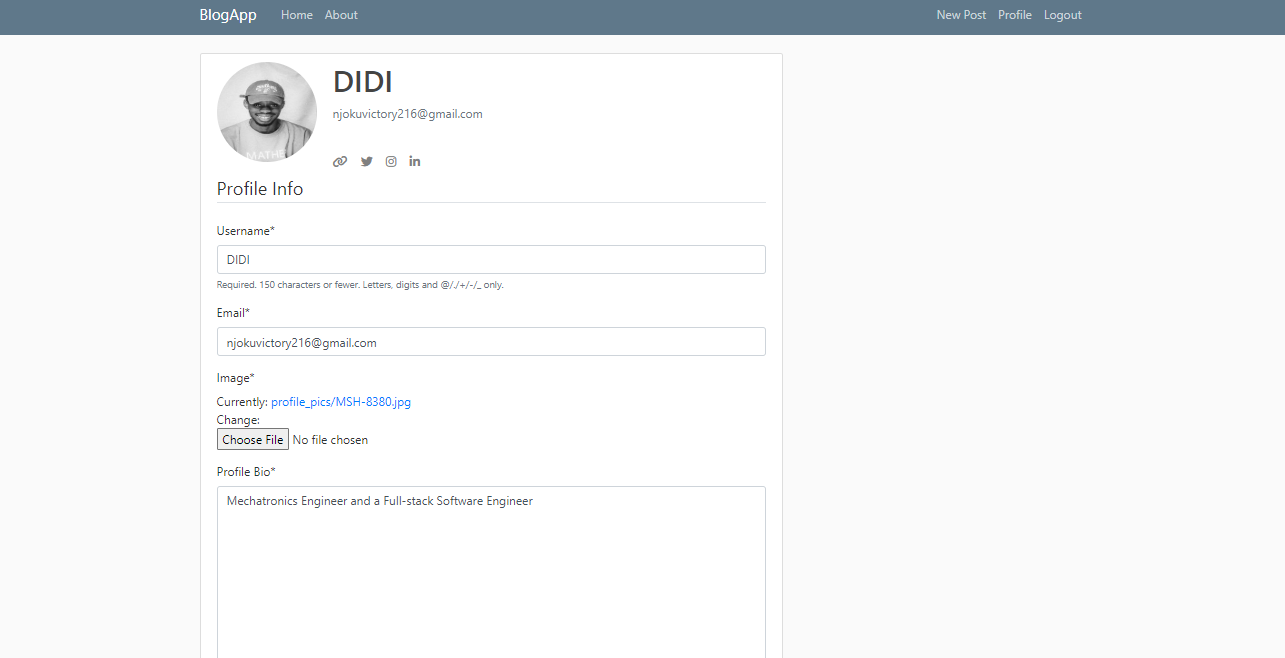 BlogApp Home About New Post Profile Logout
DIDI
njokuvictory216@gmail.com
MATHE
Profile Info
Username*
DIDI
Required. 150 characters or fewer. Letters, digits and @/./+/-/_ only.
Email*
njokuvictory216@gmail.com
Image*
Currently: profile_pics/MSH-8380.jpg
Change:
Choose File No file chosen
Profile Bio*
Mechatronics Engineer and a Full-stack Software Engineer